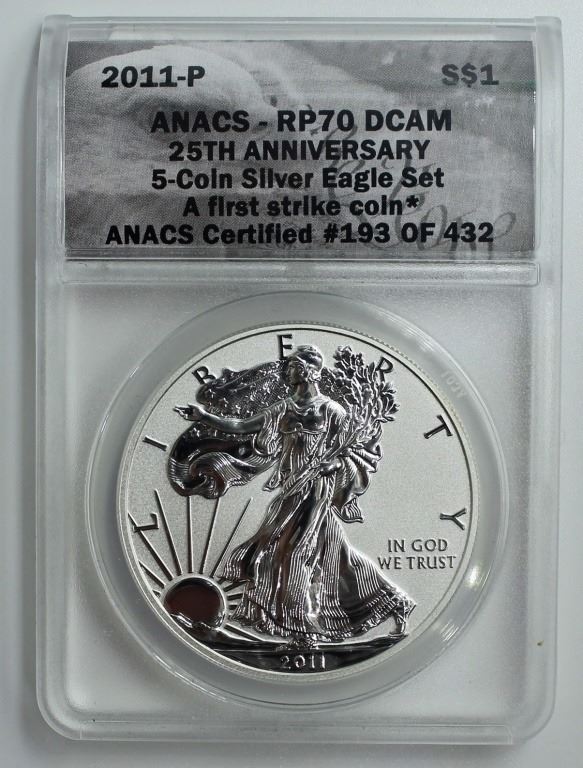 2011-P S$1
ANACS - RP70 DCAM
25TH ANNIVERSARY
5-Coin Silver Eagle Set
A first strike coin*
ANACS Certified #193 OF 432
LIBERTY
IN GOD
WE TRUST
2011